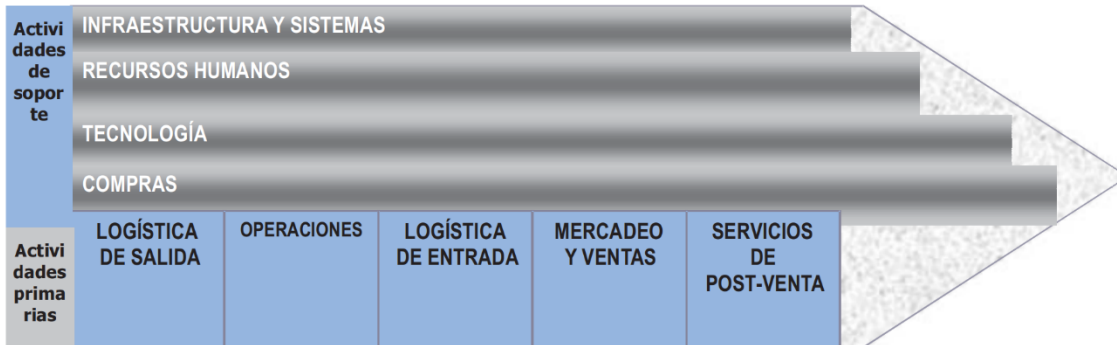 Activi
dades
de
sopor
te
INFRAESTRUCTURA Y SISTEMAS
RECURSOS HUMANOS
TECNOLOGÍA
COMPRAS
Activi
dades
prima
rias
LOGÍSTICA
DE SALIDA
OPERACIONES
LOGÍSTICA
DE ENTRADA
MERCADEO
Y VENTAS
SERVICIOS
DE
POST-VENTA